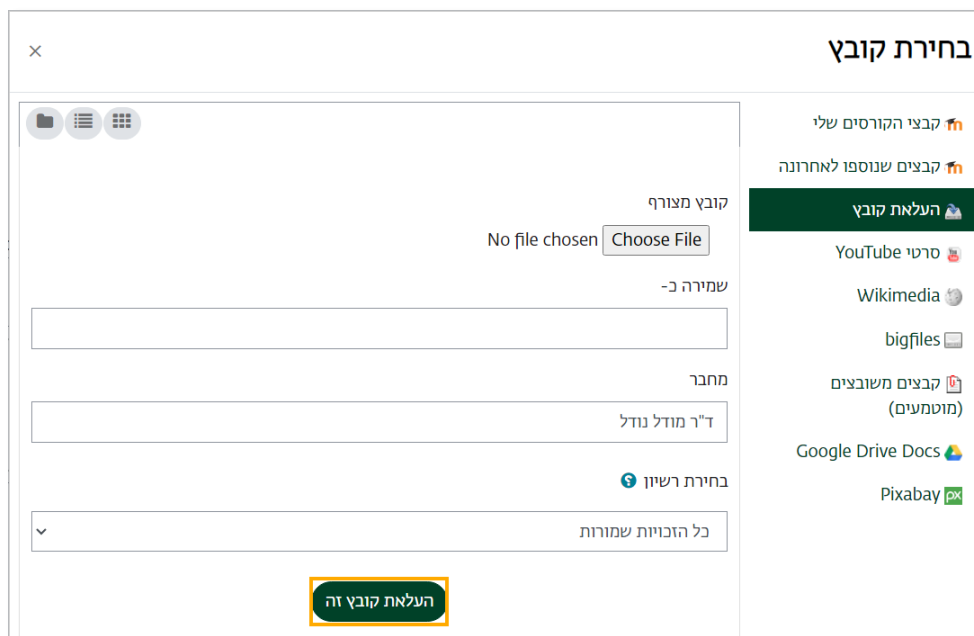 בחירת קובץ
קבצי הקורסים שלי
קבצים שנוספו לאחרונה
העלאת קובץ
סרטי YouTube
Wikimedia
bigfiles
קבצים משובצים
(מוטמעים)
Google Drive Docs
Pixabay
קובץ מצורף
Choose File No file chosen
שמירה כ-
מחבר
ד"ר מודל נודל
בחירת רשיון
כל הזכויות שמורות
העלאת קובץ זה